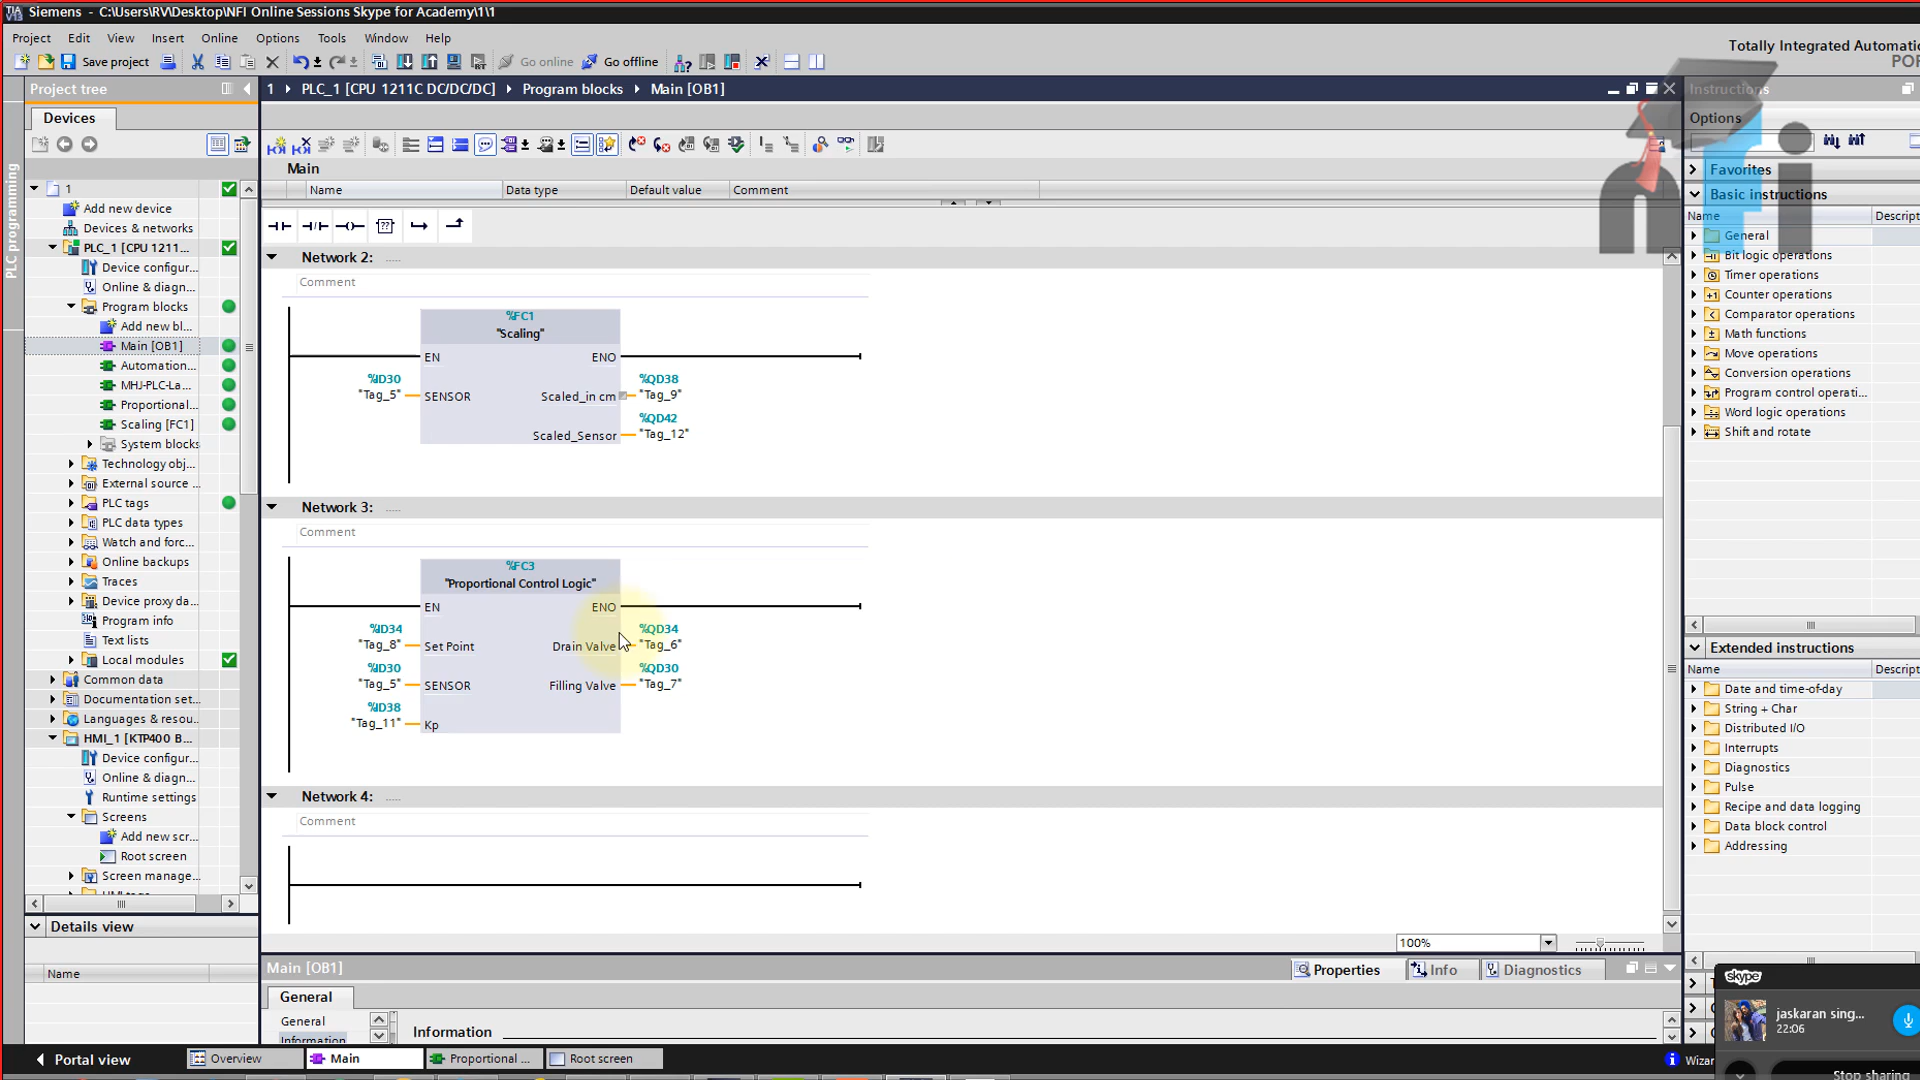 Siemens - C:\Users\RV\Desktop\NFI Online Sessions Skype for Academy\1\1
Project Edit View Insert Online Options Tools Window Help
Totally Integrated Automatic
POR
Save project
Go online
Go offline
Project tree
1 PLC_1 [CPU 1211C DC/DC/DC] Program blocks Main [OB1]
Instructions
Devices
Options
PLC programming
Main
Name Data type Default value Comment
Favorites
Basic instructions
Name Descript
General
Bit logic operations
Timer operations
Counter operations
Comparator operations
Math functions
Move operations
Conversion operations
Program control operati...
Word logic operations
Shift and rotate
1
Add new device
Devices & networks
PLC_1 [CPU 1211...
Device configur...
Online & diagn...
Program blocks
Add new bl...
Main [OB1]
Automation...
MHJ-PLC-La...
Proportional...
Scaling [FC1]
System blocks
Technology obj...
External source ...
PLC tags
PLC data types
Watch and forc...
Online backups
Traces
Device proxy da...
Program info
Text lists
Local modules
Common data
Documentation set...
Languages & resou...
HMI_1 [KTP400 B...
Device configur...
Online & diagn...
Runtime settings
Screens
Add new scr...
Root screen
Screen manage...
Network 2: .....
Comment
%FC1
"Scaling"
EN ENO
%ID30
"Tag_5" SENSOR
Scaled_in cm
%QD38
"Tag_9"
Scaled_Sensor
%QD42
"Tag_12"
Network 3: .....
Comment
%FC3
"Proportional Control Logic"
EN ENO
%ID34
"Tag_8" Set Point
Drain Valve
%QD34
"Tag_6"
%ID30
"Tag_5" SENSOR
Filling Valve
%QD30
"Tag_7"
%ID38
"Tag_11" Kp
Network 4: .....
Comment
100%
Extended instructions
Name Descript
Date and time-of-day
String + Char
Distributed I/O
Interrupts
Diagnostics
Pulse
Recipe and data logging
Data block control
Addressing
Details view
Name
Main [OB1]
Properties Info Diagnostics
General
General
Information
Information
skype
jaskaran sing...
22:06
Stop sharing
Portal view Overview Main Proportional ... Root screen
Wizar
nfi